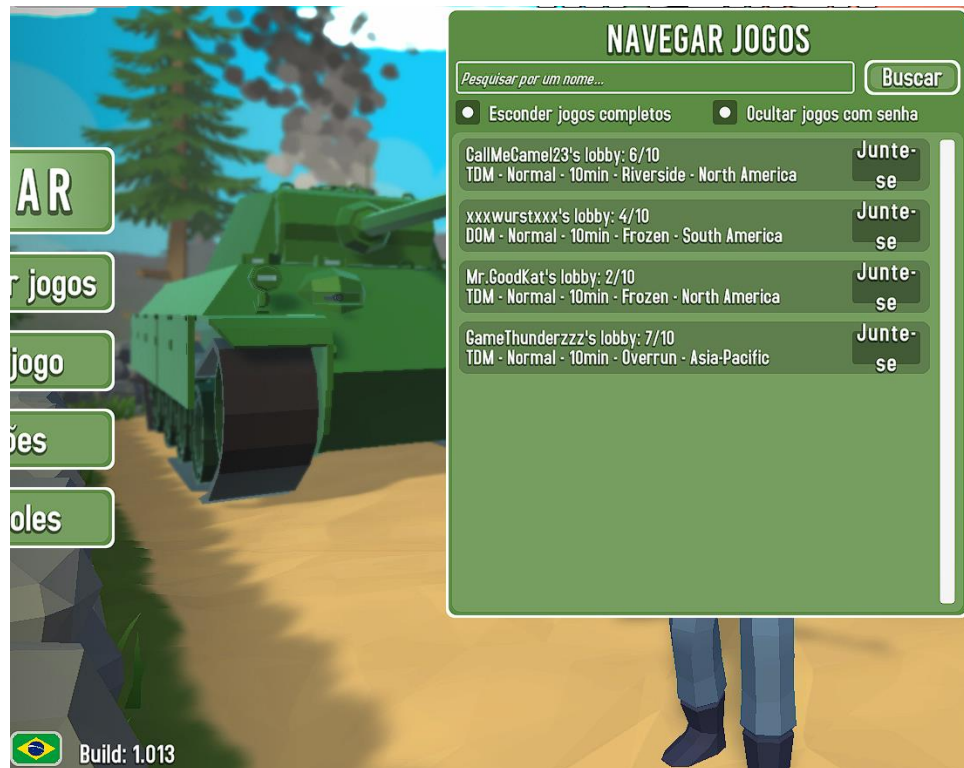 NAVEGAR JOGOS
Pesquisar por um nome...
Buscar
Esconder jogos completos
Ocultar jogos com senha
CallMeCamel23's lobby: 6/10
TDM - Normal - 10min - Riverside - North America
Junte-
se
xxxwurstxxx's lobby: 4/10
DOM - Normal - 10min - Frozen - South America
Junte-
se
Mr.GoodKat's lobby: 2/10
TDM - Normal - 10min - Frozen - North America
Junte-
se
GameThunderzzz's lobby: 7/10
TDM - Normal - 10min - Overrun - Asia-Pacific
Junte-
se
AR
r jogos
jogo
ões
oles
Build: 1.013